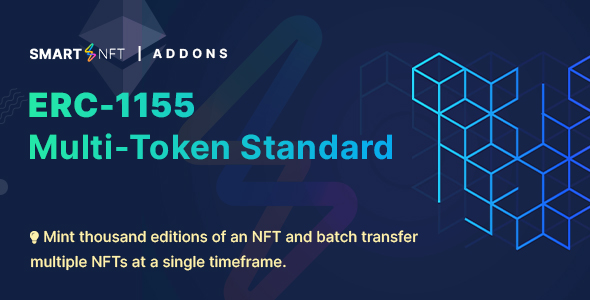 SMART NFT | ADDONS
ERC-1155
Multi-Token Standard
Mint thousand editions of an NFT and batch transfer
multiple NFTs at a single timeframe.